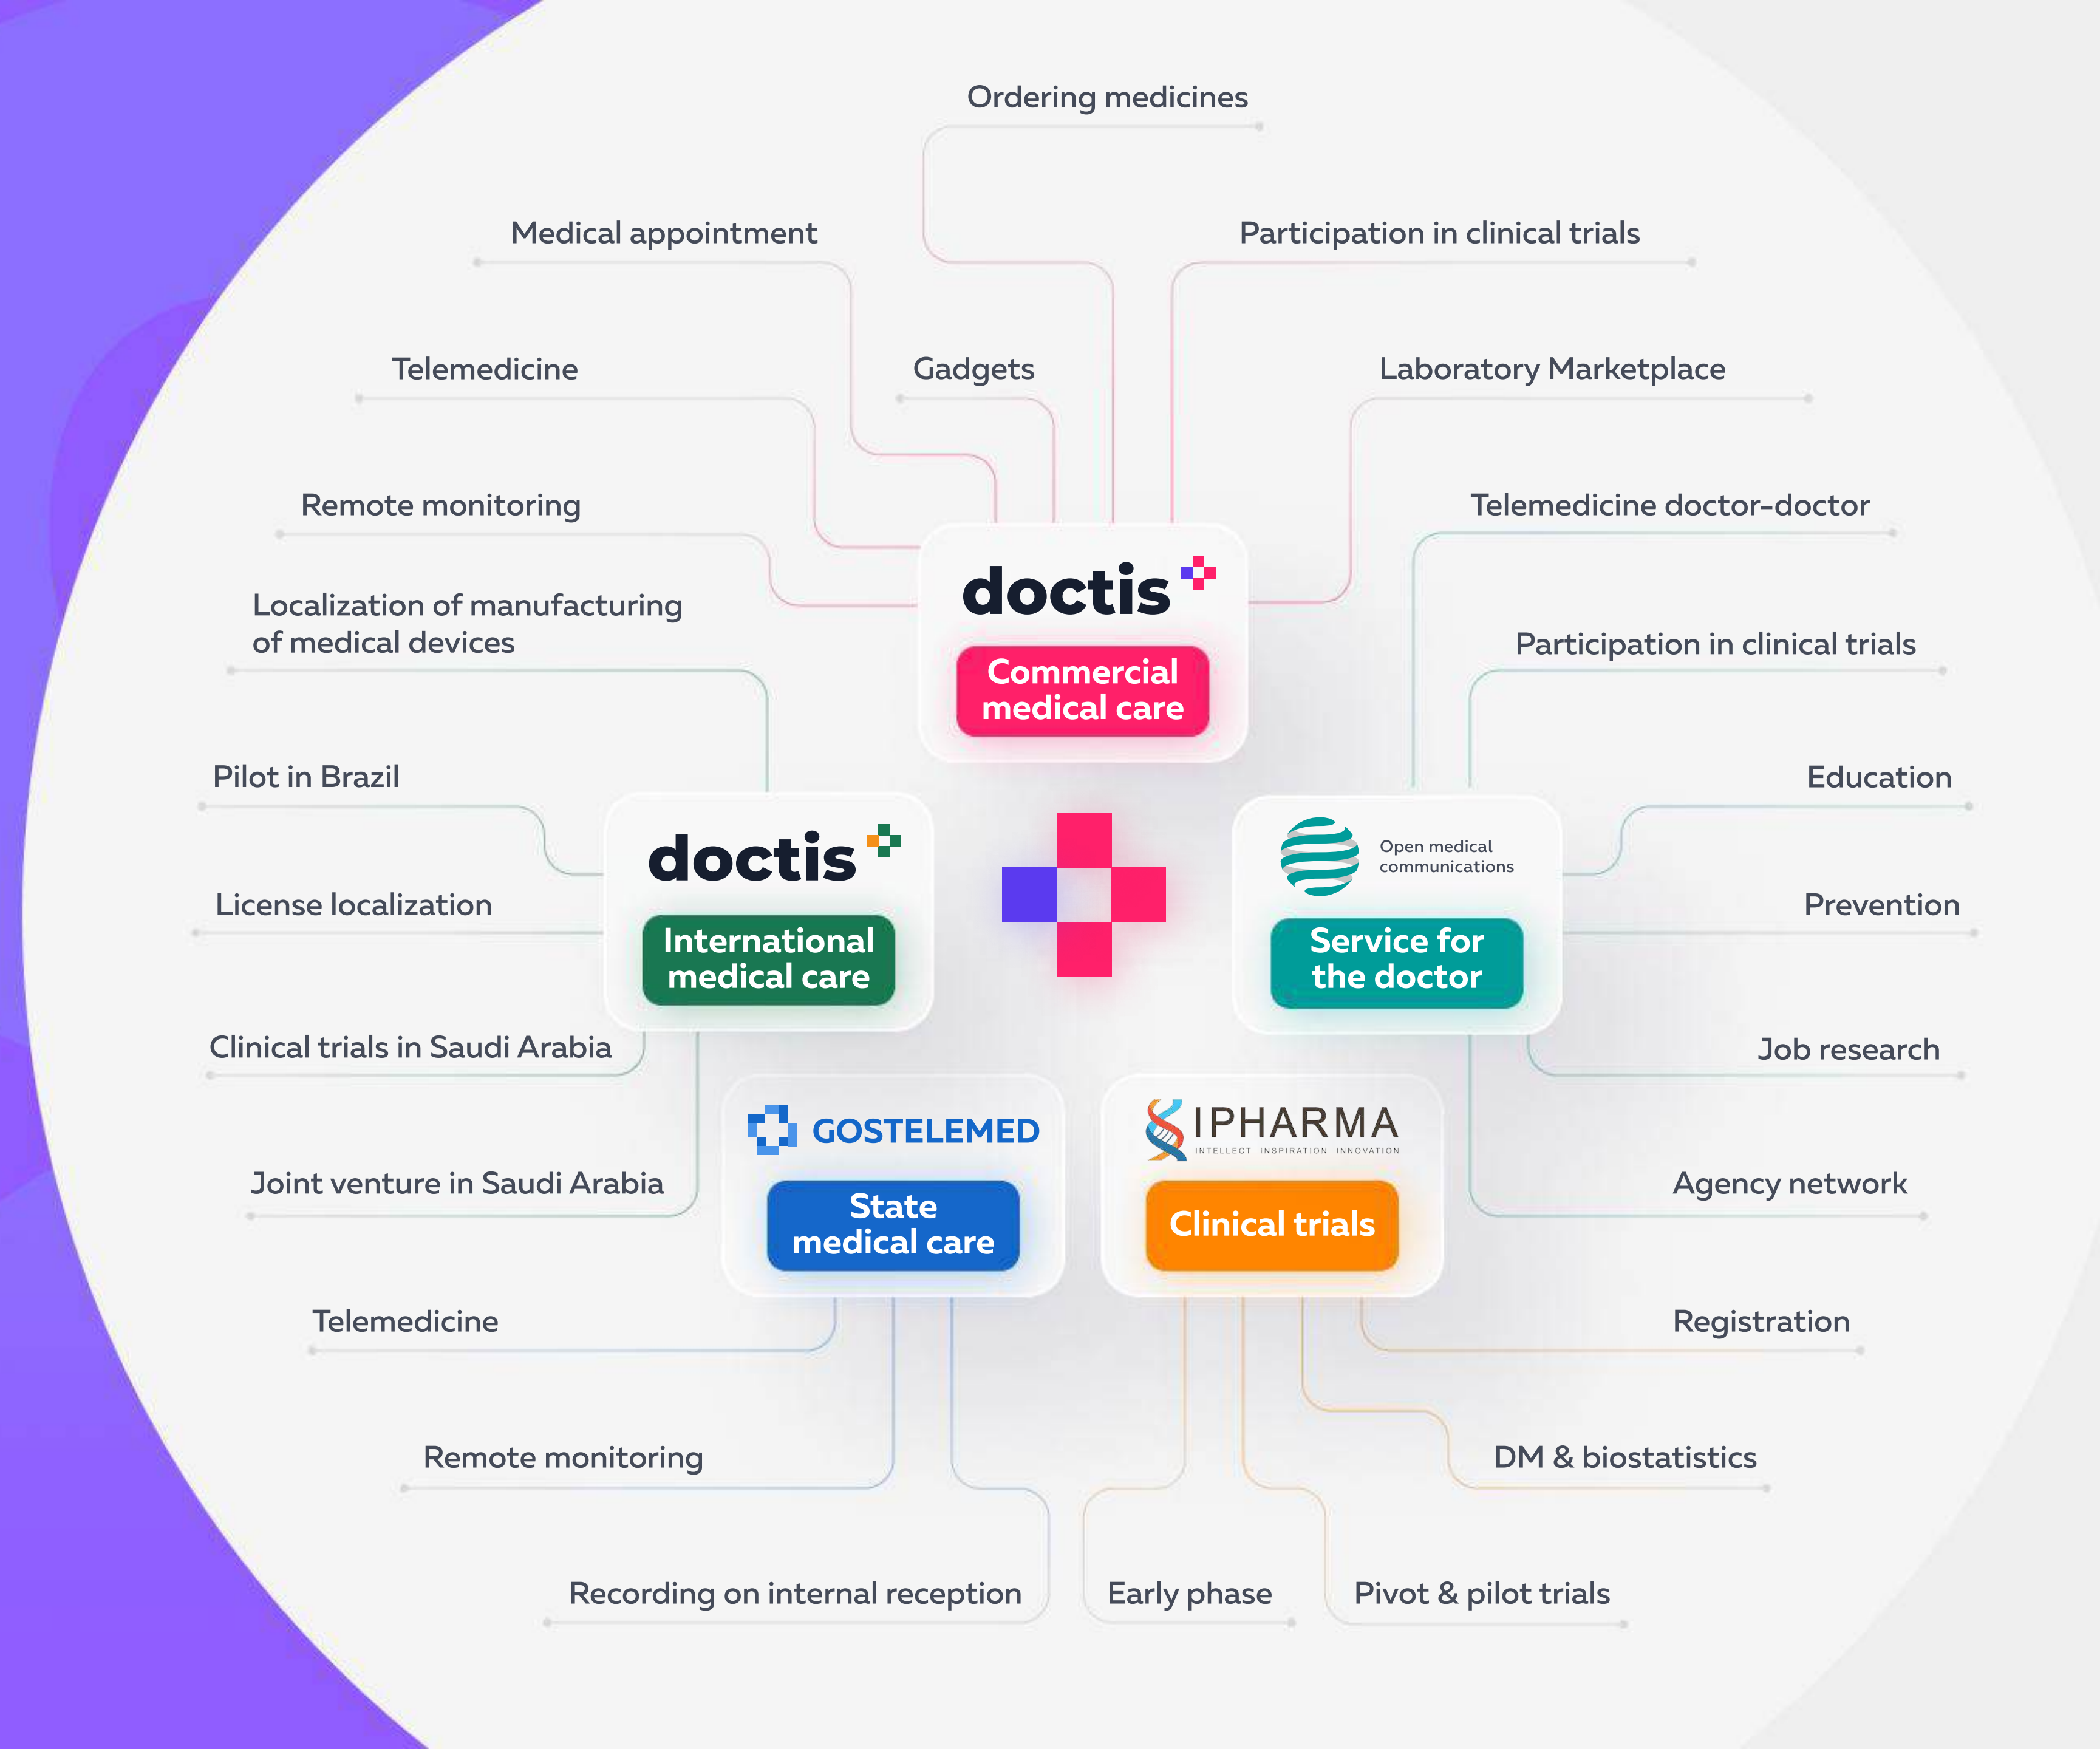 Ordering medicines
Medical appointment
Participation in clinical trials
Telemedicine
Gadgets
Laboratory Marketplace
Remote monitoring
Telemedicine doctor-doctor
Localization of manufacturing
of medical devices
doctis
Commercial
medical care
Participation in clinical trials
Pilot in Brazil
Education
doctis
International
medical care
Open medical
communications
Service for
the doctor
License localization
Prevention
Clinical trials in Saudi Arabia
Job research
GOSTELEMED
State
medical care
IPHARMA
INTELLECT INSPIRATION INNOVATION
Clinical trials
Joint venture in Saudi Arabia
Agency network
Telemedicine
Registration
Remote monitoring
DM & biostatistics
Recording on internal reception
Early phase
Pivot & pilot trials